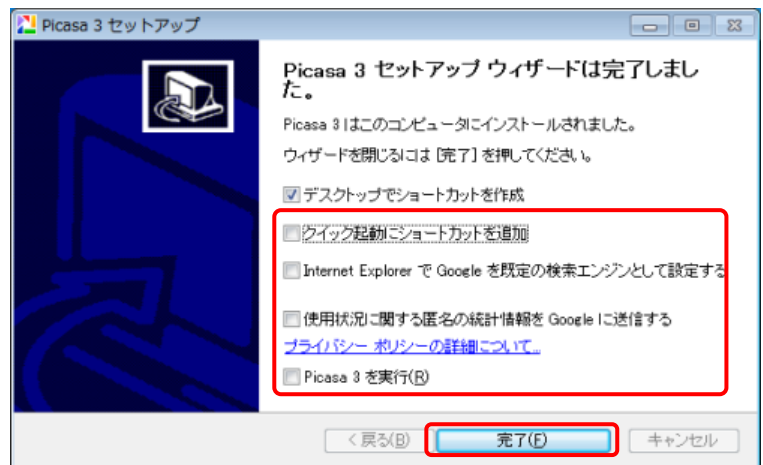 Picasa 3 セットアップ
Picasa 3 セットアップ ウィザードは完了しまし
た。
Picasa 3 はこのコンピュータにインストールされました。
ウィザードを閉じるには [完了] を押してください。
デスクトップでショートカットを作成
クイック起動にショートカットを追加
Internet Explorer で Google を既定の検索エンジンとして設定する
使用状況に関する匿名の統計情報を Google に送信する
プライバシー ポリシーの詳細について...
Picasa 3 を実行(R)
< 戻る(B) 完了(F) キャンセル